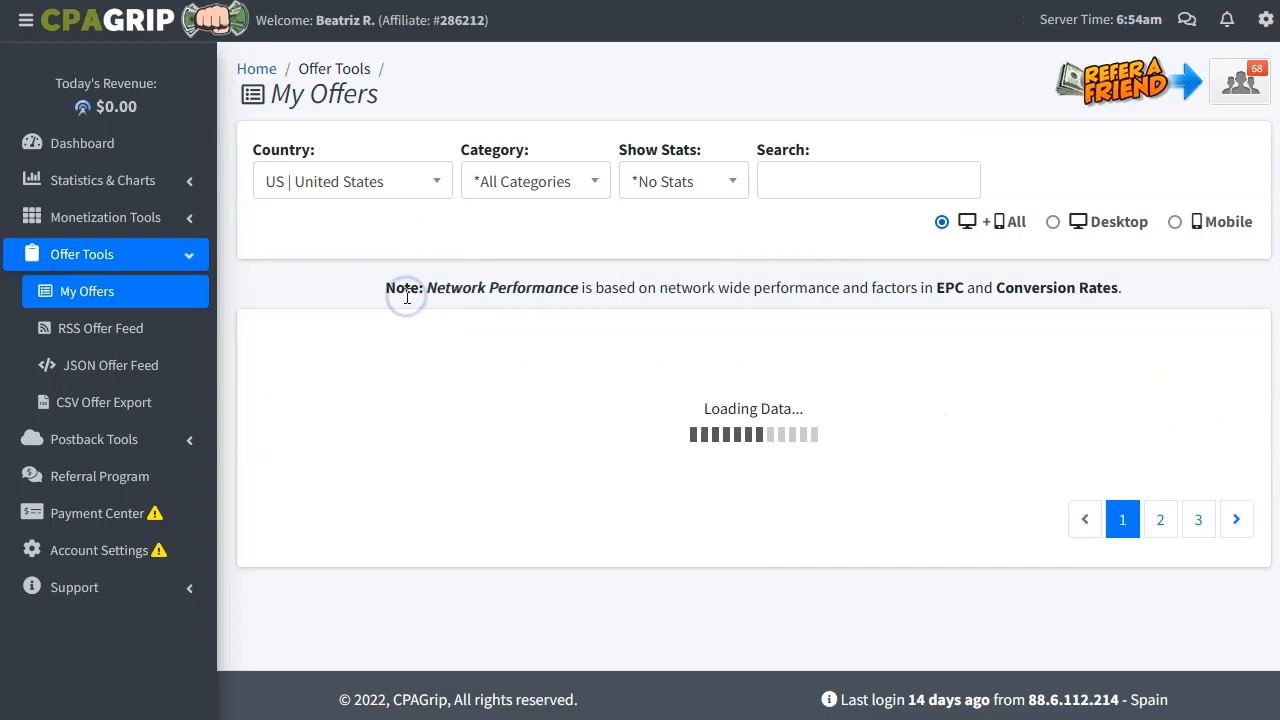 CPAGRIP
Welcome: Beatriz R. (Affiliate: #286212)
Server Time: 6:54am
Today's Revenue:
$0.00
Dashboard
Statistics & Charts
Monetization Tools
Offer Tools
My Offers
RSS Offer Feed
JSON Offer Feed
CSV Offer Export
Postback Tools
Referral Program
Payment Center
Account Settings
Support
Home / Offer Tools /
My Offers
REFER A
FRIEND
68
Country:
US | United States
Category:
*All Categories
Show Stats:
*No Stats
Search:
+ All
Desktop
Mobile
Note: Network Performance is based on network wide performance and factors in EPC and Conversion Rates.
Loading Data...
1 2 3
© 2022, CPAGrip, All rights reserved.
Last login 14 days ago from 88.6.112.214 - Spain